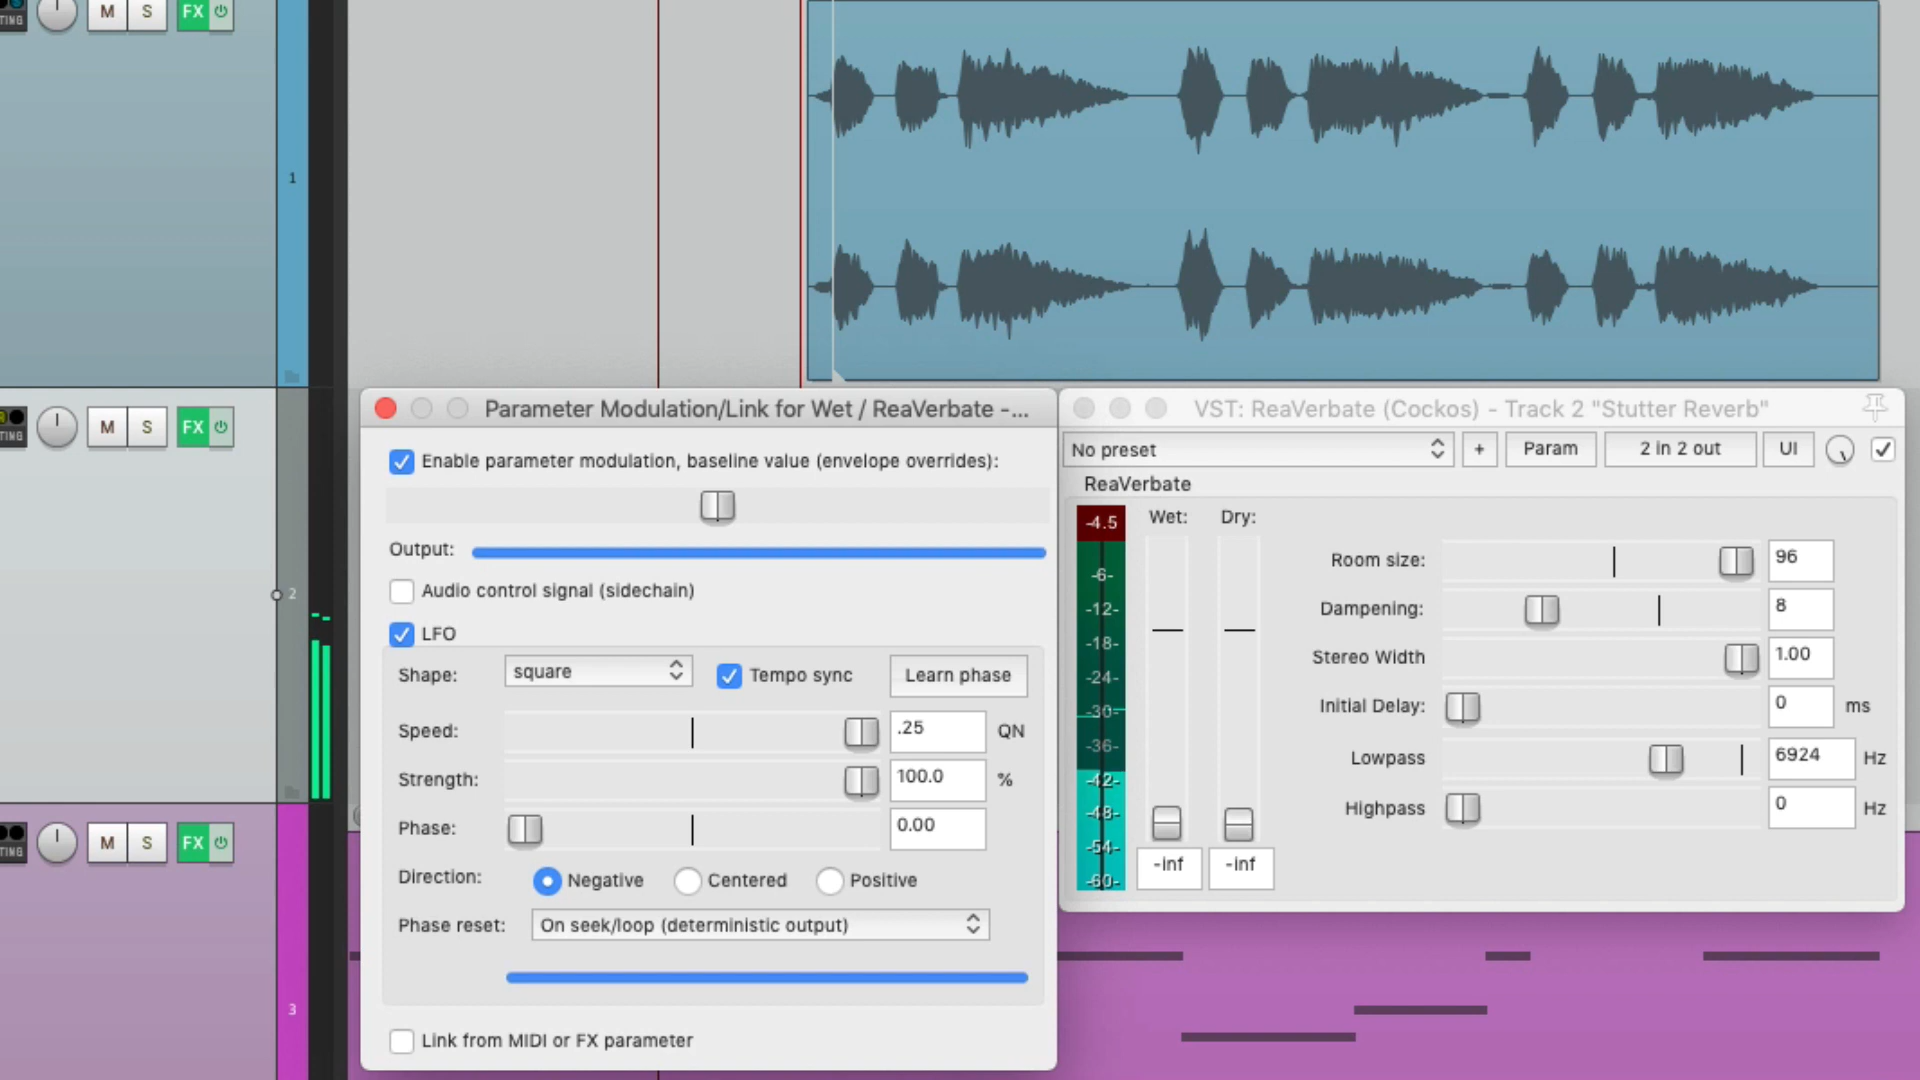 TING
M
S
FX
1
TING
M
S
FX
2
TING
M
S
FX
3
Parameter Modulation/Link for Wet / ReaVerbate -...
Enable parameter modulation, baseline value (envelope overrides):
Output:
Audio control signal (sidechain)
LFO
Shape:
square
Tempo sync
Learn phase
Speed:
.25
QN
Strength:
100.0
%
Phase:
0.00
Direction:
Negative
Centered
Positive
Phase reset:
On seek/loop (deterministic output)
Link from MIDI or FX parameter
VST: ReaVerbate (Cockos) - Track 2 "Stutter Reverb"
No preset
+
Param
2 in 2 out
UI
ReaVerbate
-4.5
-6-
-12-
-18-
-24-
-30-
-36-
-42-
-48-
-54-
-60-
Wet:
Dry:
-inf
-inf
Room size:
96
Dampening:
8
Stereo Width
1.00
Initial Delay:
0
ms
Lowpass
6924
Hz
Highpass
0
Hz